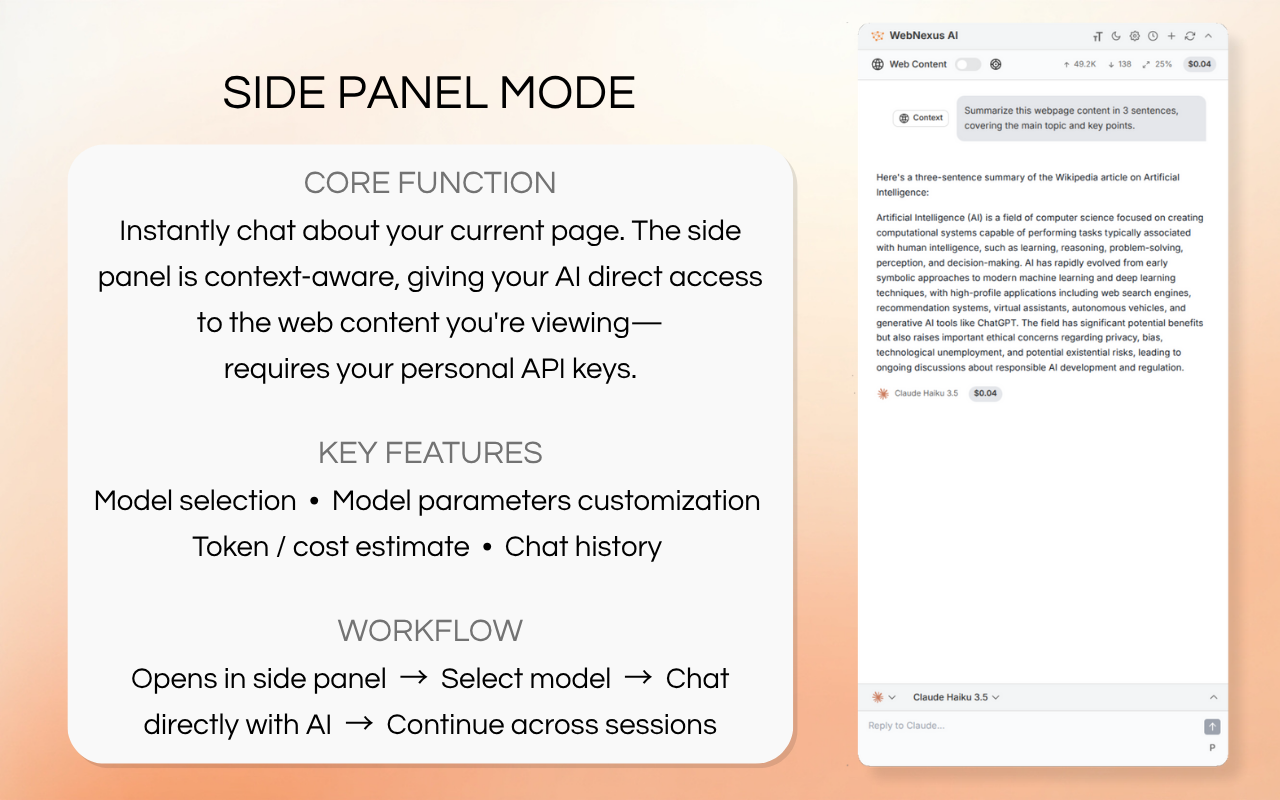 SIDE PANEL MODE
CORE FUNCTION
Instantly chat about your current page. The side
panel is context-aware, giving your AI direct access
to the web content you're viewing—
requires your personal API keys.
KEY FEATURES
Model selection • Model parameters customization
Token / cost estimate • Chat history
WORKFLOW
Opens in side panel → Select model → Chat
directly with AI → Continue across sessions
WebNexus AI
Web Content ↑ 49.2K ↓ 138 25% $0.04
Context
Summarize this webpage content in 3 sentences,
covering the main topic and key points.
Here's a three-sentence summary of the Wikipedia article on Artificial
Intelligence:
Artificial Intelligence (AI) is a field of computer science focused on creating
computational systems capable of performing tasks typically associated
with human intelligence, such as learning, reasoning, problem-solving,
perception, and decision-making. AI has rapidly evolved from early
symbolic approaches to modern machine learning and deep learning
techniques, with high-profile applications including web search engines,
recommendation systems, virtual assistants, autonomous vehicles, and
generative AI tools like ChatGPT. The field has significant potential benefits
but also raises important ethical concerns regarding privacy, bias,
technological unemployment, and potential existential risks, leading to
ongoing discussions about responsible AI development and regulation.
Claude Haiku 3.5 $0.04
Claude Haiku 3.5
Reply to Claude...
P